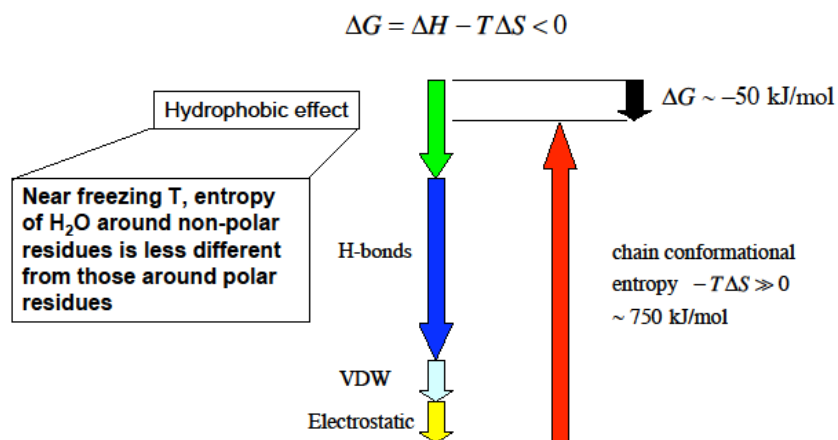 ΔG = ΔH − TΔS < 0
Hydrophobic effect
ΔG ~ −50 kJ/mol
Near freezing T, entropy
of H₂O around non-polar
residues is less different
from those around polar
residues
H-bonds
chain conformational
entropy −TΔS ≫ 0
~ 750 kJ/mol
VDW
Electrostatic